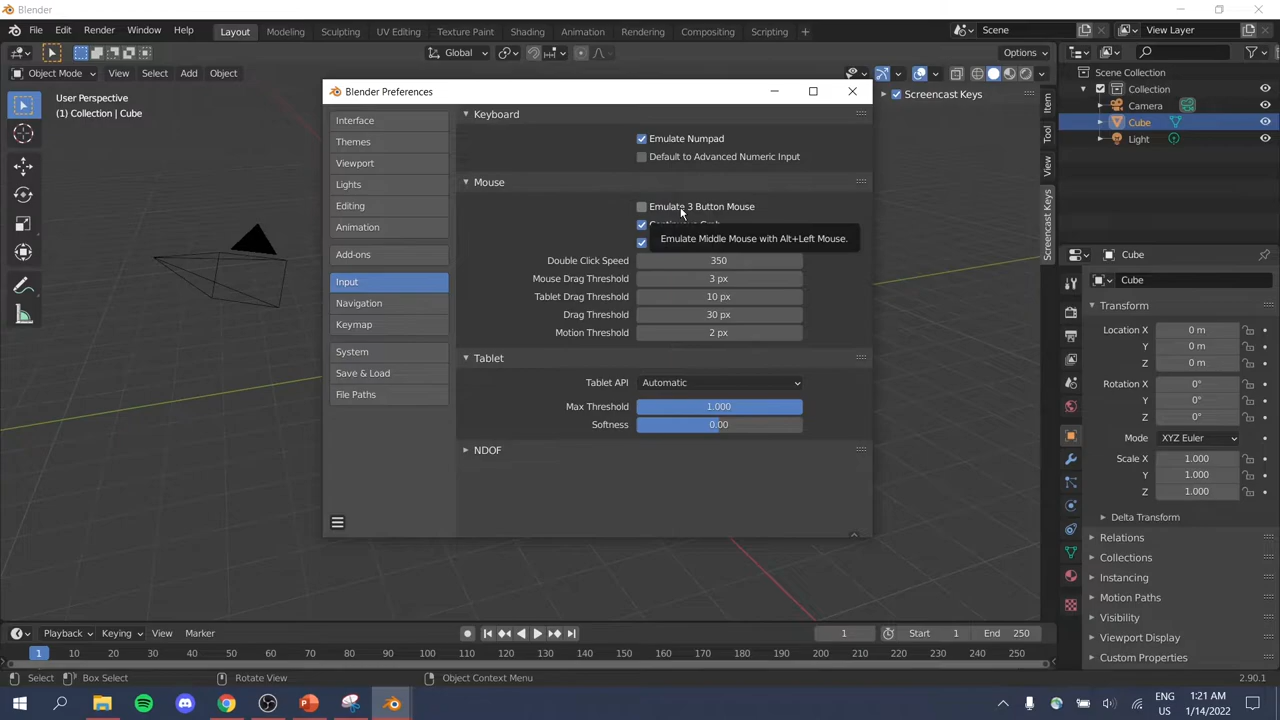 Blender
File Edit Render Window Help Layout Modeling Sculpting UV Editing Texture Paint Shading Animation Rendering Compositing Scripting + Scene View Layer
Global Options
Object Mode View Select Add Object
User Perspective
(1) Collection | Cube
Screencast Keys
Item
Tool
View
Screencast Keys
Blender Preferences
Interface
Themes
Viewport
Lights
Editing
Animation
Add-ons
Input
Navigation
Keymap
System
Save & Load
File Paths
Keyboard
Emulate Numpad
Default to Advanced Numeric Input
Mouse
Emulate 3 Button Mouse
Emulate Middle Mouse with Alt+Left Mouse.
Double Click Speed 350
Mouse Drag Threshold 3 px
Tablet Drag Threshold 10 px
Drag Threshold 30 px
Motion Threshold 2 px
Tablet
Tablet API Automatic
Max Threshold 1.000
Softness 0.00
NDOF
Scene Collection
Collection
Camera
Cube
Light
Cube
Cube
Transform
Location X 0 m
Y 0 m
Z 0 m
Rotation X 0°
Y 0°
Z 0°
Mode XYZ Euler
Scale X 1.000
Y 1.000
Z 1.000
Delta Transform
Relations
Collections
Instancing
Motion Paths
Visibility
Viewport Display
Custom Properties
Playback Keying View Marker 1 Start 1 End 250
1 10 20 30 40 50 60 70 80 90 100 110 120 130 140 150 160 170 180 190 200 210 220 230 240 250
Select Box Select Rotate View Object Context Menu 2.90.1
ENG
US
1:21 AM
1/14/2022